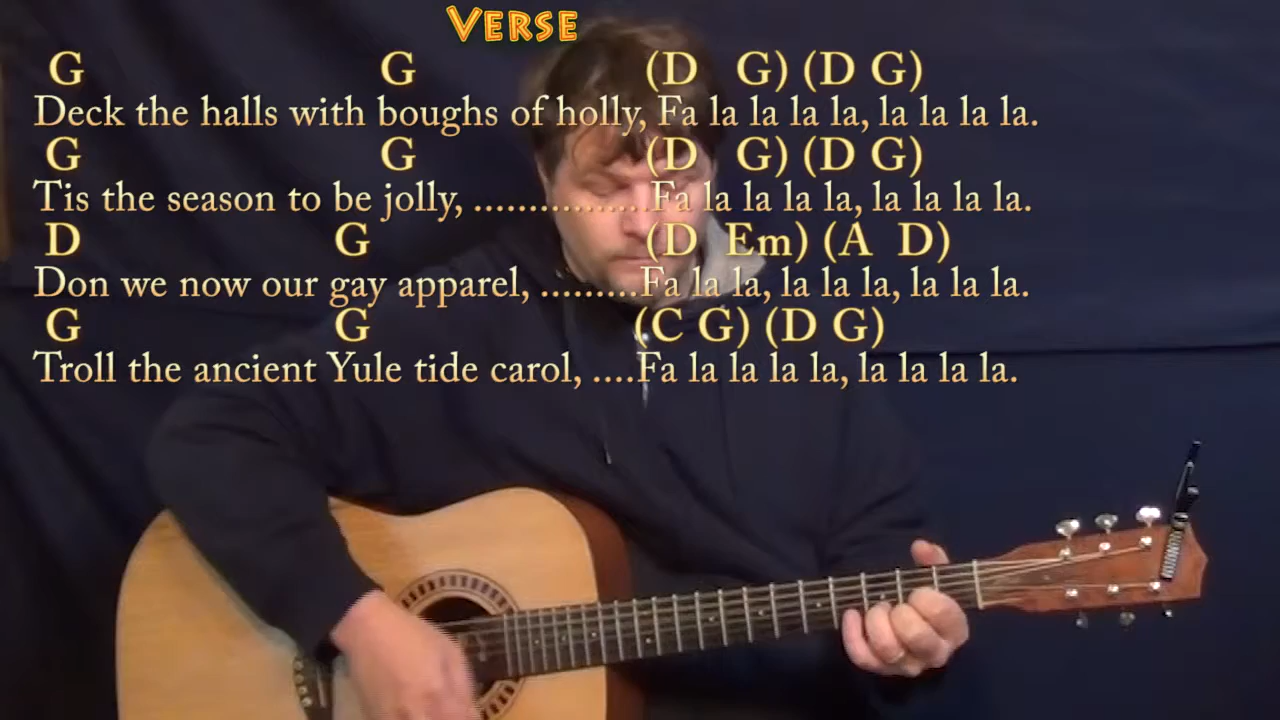 VERSE
G G (D G) (D G)
Deck the halls with boughs of holly, Fa la la la la, la la la la.
G G (D G) (D G)
Tis the season to be jolly, ................Fa la la la la, la la la la.
D G (D Em) (A D)
Don we now our gay apparel, .........Fa la la, la la la, la la la.
G G (C G) (D G)
Troll the ancient Yule tide carol, ....Fa la la la la, la la la la.